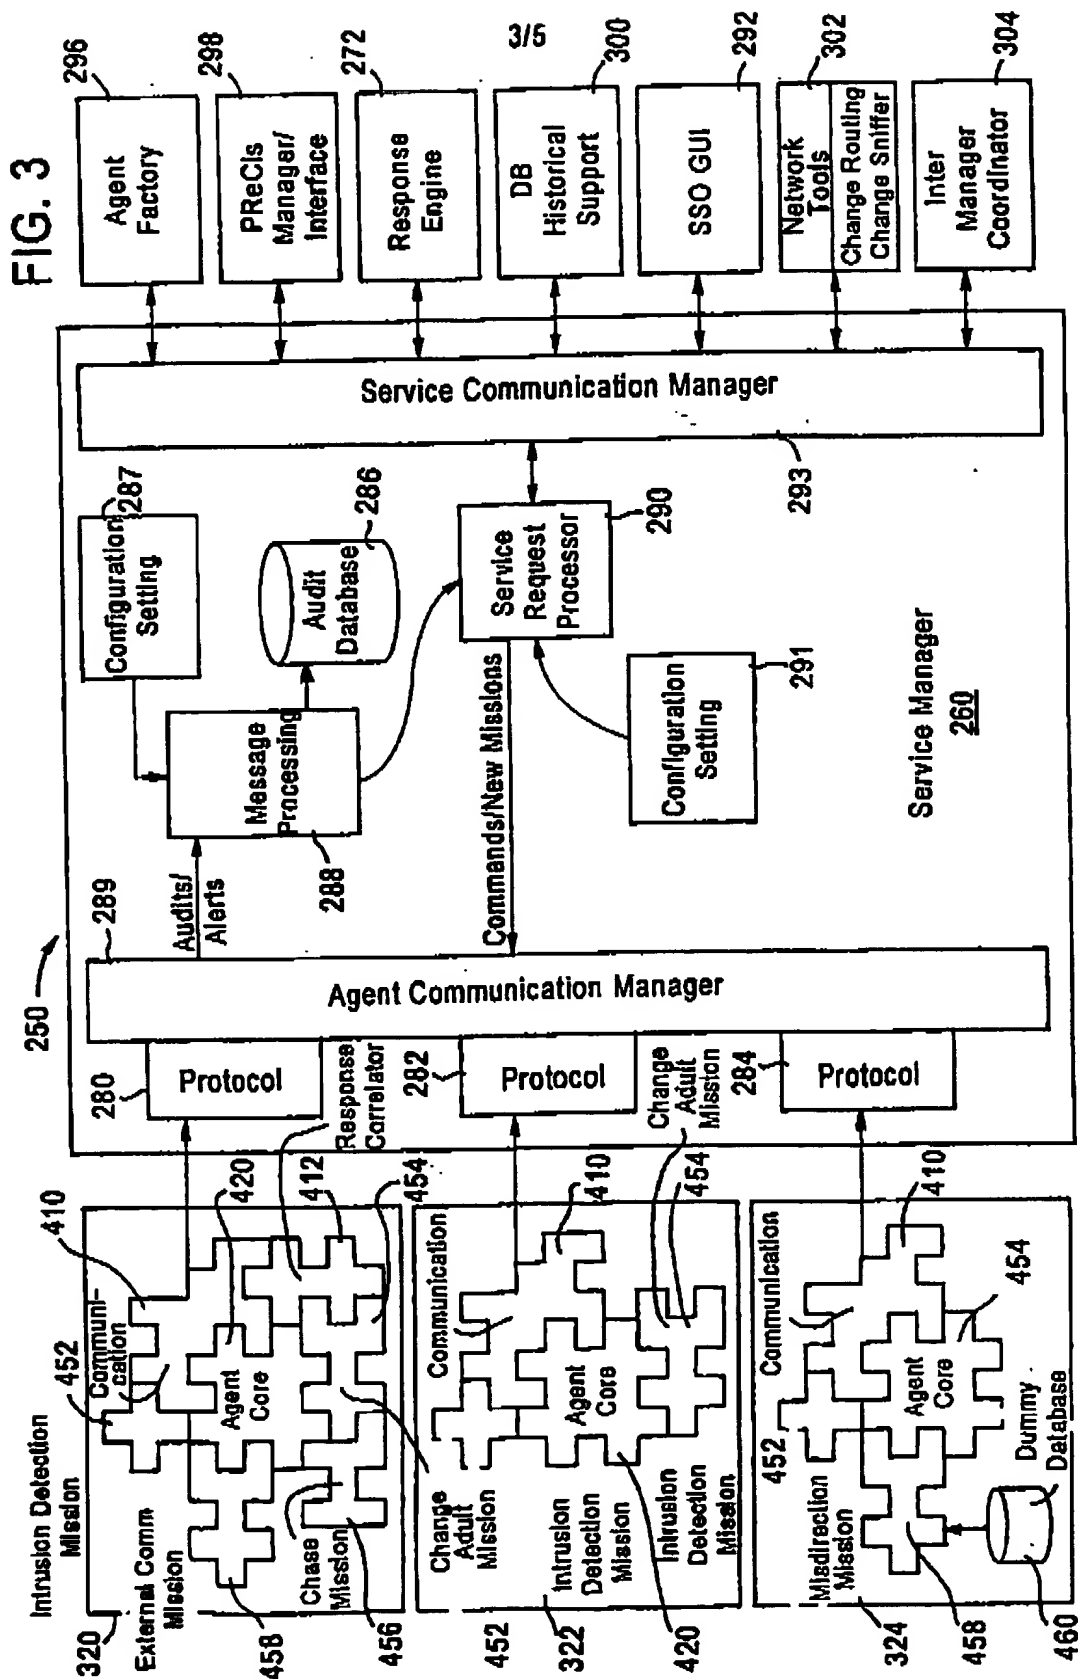 FIG. 3
3/5
296
Agent
Factory
298
PReCIs
Manager/
Interface
272
Response
Engine
300
DB
Historical
Support
292
SSO GUI
302
Network
Tools
Change Routing
Change Sniffer
304
Inter
Manager
Coordinator
Service Communication Manager
293
287
Configuration
Setting
286
Audit
Database
290
Service
Request
Processor
291
Configuration
Setting
Message
Processing
288
Commands/New Missions
Service Manager
260
250
289
Audits/
Alerts
Agent Communication Manager
280
Protocol
282
Protocol
284
Protocol
Response
Correlator
Change
Adult
Mission
410
420
412
454
452
Communi-
cation
Agent
Core
Intrusion Detection
Mission
External Comm
Mission
Chase
Mission
320
458
456
Communication
410
454
Agent
Core
Change
Adult
Mission
Intrusion
Detection
Mission
Intrusion
Detection
Mission
452
322
420
Communication
410
454
452
Agent
Core
Misdirection
Mission
Dummy
Database
324
458
460